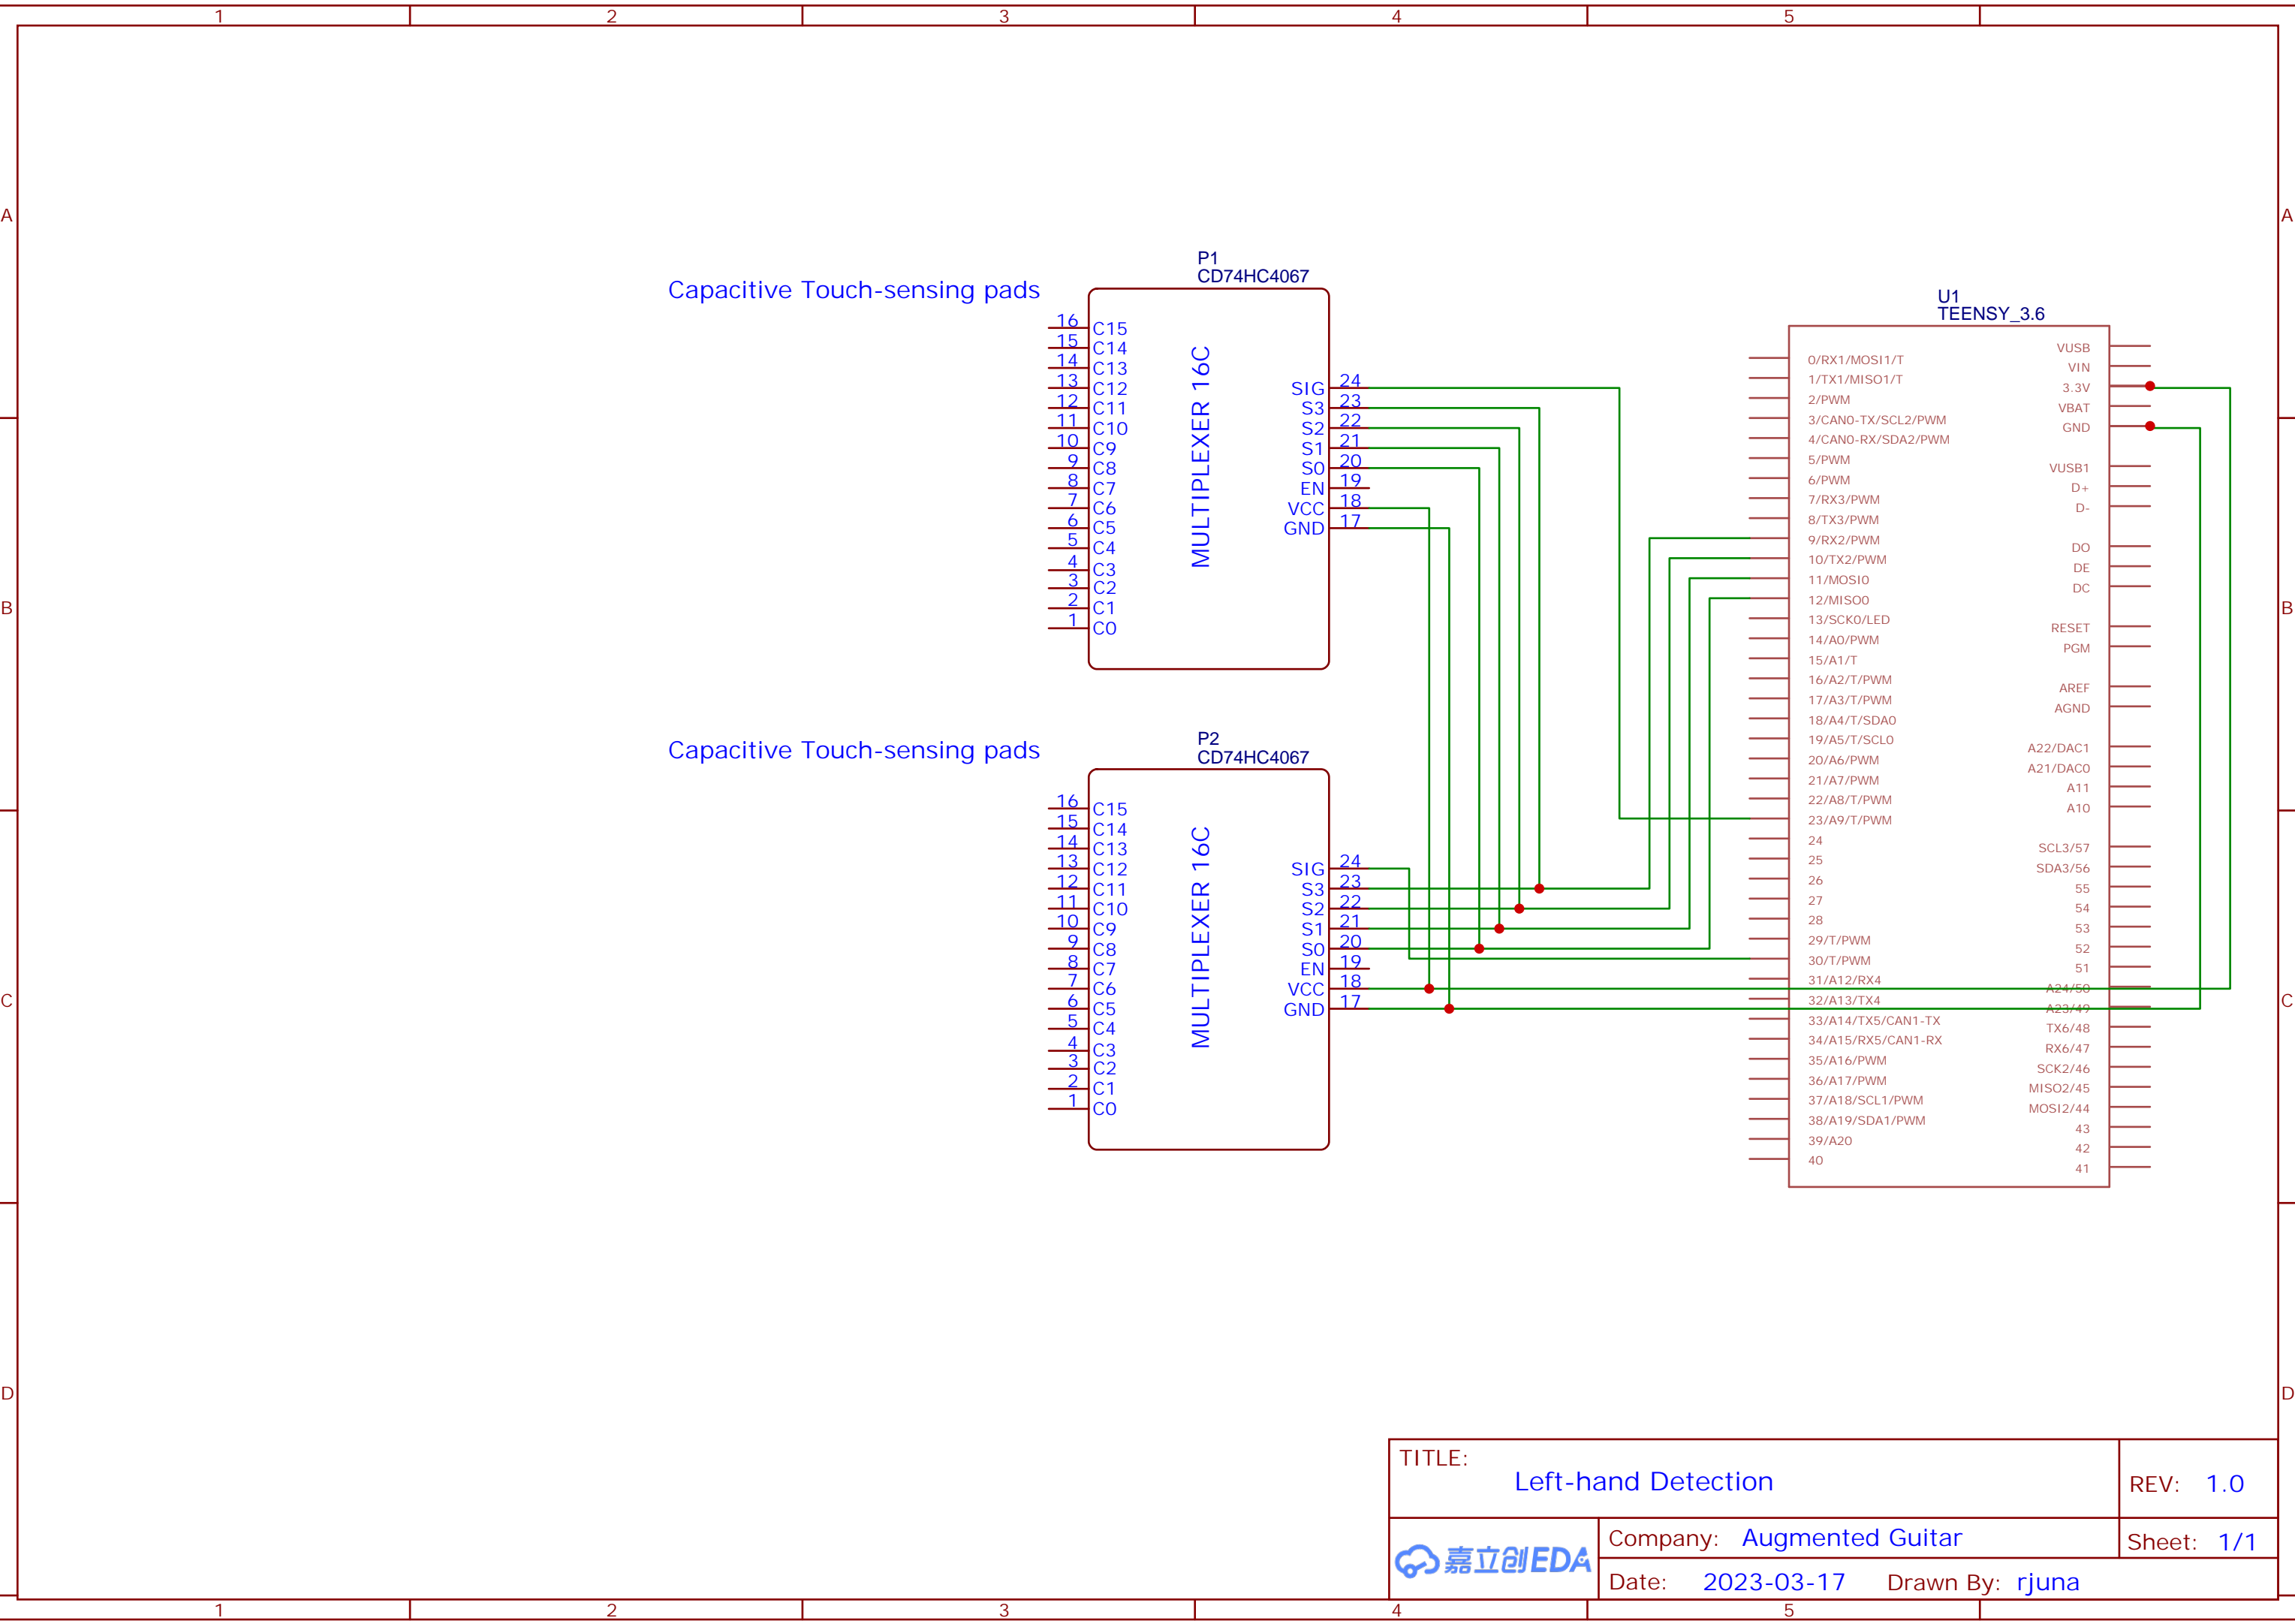 1 2 3 4 5
A A
B B
C C
D D
P1
CD74HC4067
Capacitive Touch-sensing pads
16 C15
15 C14
14 C13
13 C12
12 C11
11 C10
10 C9
9 C8
8 C7
7 C6
6 C5
5 C4
4 C3
3 C2
2 C1
1 C0
MULTIPLEXER 16C
SIG 24
S3 23
S2 22
S1 21
S0 20
EN 19
VCC 18
GND 17
P2
CD74HC4067
Capacitive Touch-sensing pads
16 C15
15 C14
14 C13
13 C12
12 C11
11 C10
10 C9
9 C8
8 C7
7 C6
6 C5
5 C4
4 C3
3 C2
2 C1
1 C0
MULTIPLEXER 16C
SIG 24
S3 23
S2 22
S1 21
S0 20
EN 19
VCC 18
GND 17
U1
TEENSY_3.6
0/RX1/MOSI1/T
1/TX1/MISO1/T
2/PWM
3/CAN0-TX/SCL2/PWM
4/CAN0-RX/SDA2/PWM
5/PWM
6/PWM
7/RX3/PWM
8/TX3/PWM
9/RX2/PWM
10/TX2/PWM
11/MOSI0
12/MISO0
13/SCK0/LED
14/A0/PWM
15/A1/T
16/A2/T/PWM
17/A3/T/PWM
18/A4/T/SDA0
19/A5/T/SCL0
20/A6/PWM
21/A7/PWM
22/A8/T/PWM
23/A9/T/PWM
24
25
26
27
28
29/T/PWM
30/T/PWM
31/A12/RX4
32/A13/TX4
33/A14/TX5/CAN1-TX
34/A15/RX5/CAN1-RX
35/A16/PWM
36/A17/PWM
37/A18/SCL1/PWM
38/A19/SDA1/PWM
39/A20
40
VUSB
VIN
3.3V
VBAT
GND
VUSB1
D+
D-
DO
DE
DC
RESET
PGM
AREF
AGND
A22/DAC1
A21/DAC0
A11
A10
SCL3/57
SDA3/56
55
54
53
52
51
A24/50
A23/49
TX6/48
RX6/47
SCK2/46
MISO2/45
MOSI2/44
43
42
41
TITLE:
Left-hand Detection
REV: 1.0
嘉立创EDA
Company: Augmented Guitar
Sheet: 1/1
Date: 2023-03-17 Drawn By: rjuna
1 2 3 4 5